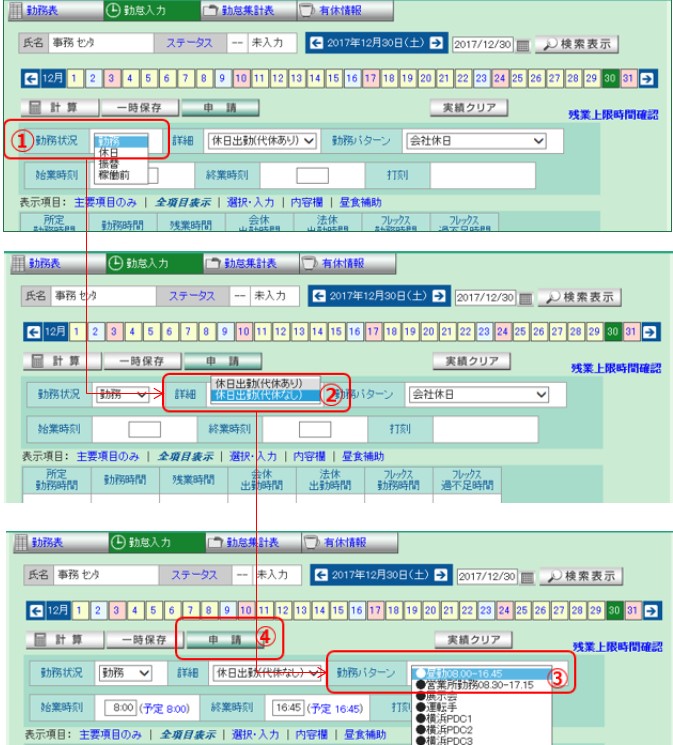 勤務表 勤怠入力 勤怠集計表 有休情報
氏名 事務 センタ ステータス -- 未入力 2017年12月30日(土) 2017/12/30 検索表示
12月 1 2 3 4 5 6 7 8 9 10 11 12 13 14 15 16 17 18 19 20 21 22 23 24 25 26 27 28 29 30 31
計 算 一時保存 申 請 実績クリア
残業上限時間確認
① 勤務状況 勤務 詳細 休日出勤(代休あり) 勤務パターン 会社休日
休日
振替
稼働前
始業時刻 終業時刻 打刻
表示項目: 主要項目のみ | 全項目表示 | 選択・入力 | 内容欄 | 昼食補助
所定 勤務時間 残業時間 会休 法休 フレックス フレックス
勤務時間 出勤時間 出勤時間 勤務時間 過不足時間
勤務表 勤怠入力 勤怠集計表 有休情報
氏名 事務 センタ ステータス -- 未入力 2017年12月30日(土) 2017/12/30 検索表示
12月 1 2 3 4 5 6 7 8 9 10 11 12 13 14 15 16 17 18 19 20 21 22 23 24 25 26 27 28 29 30 31
計 算 一時保存 申 請 実績クリア
残業上限時間確認
休日出勤(代休あり)
勤務状況 勤務 詳細 休日出勤(代休なし) ② 勤務パターン 会社休日
始業時刻 終業時刻 打刻
表示項目: 主要項目のみ | 全項目表示 | 選択・入力 | 内容欄 | 昼食補助
所定 勤務時間 残業時間 会休 法休 フレックス フレックス
勤務時間 出勤時間 出勤時間 勤務時間 過不足時間
勤務表 勤怠入力 勤怠集計表 有休情報
氏名 事務 センタ ステータス -- 未入力 2017年12月30日(土) 2017/12/30 検索表示
12月 1 2 3 4 5 6 7 8 9 10 11 12 13 14 15 16 17 18 19 20 21 22 23 24 25 26 27 28 29 30 31
計 算 一時保存 申 請 ④ 実績クリア
残業上限時間確認
勤務状況 勤務 詳細 休日出勤(代休なし) 勤務パターン ●夏勤08.00-16.45 ③
●営業所勤務08.30-17.15
●展示会
始業時刻 8:00 (予定 8:00) 終業時刻 16:45 (予定 16:45) 打刻 ●運転手
●横浜PDC1
●横浜PDC2
表示項目: 主要項目のみ | 全項目表示 | 選択・入力 | 内容欄 | 昼食補助 ●横浜PDC3